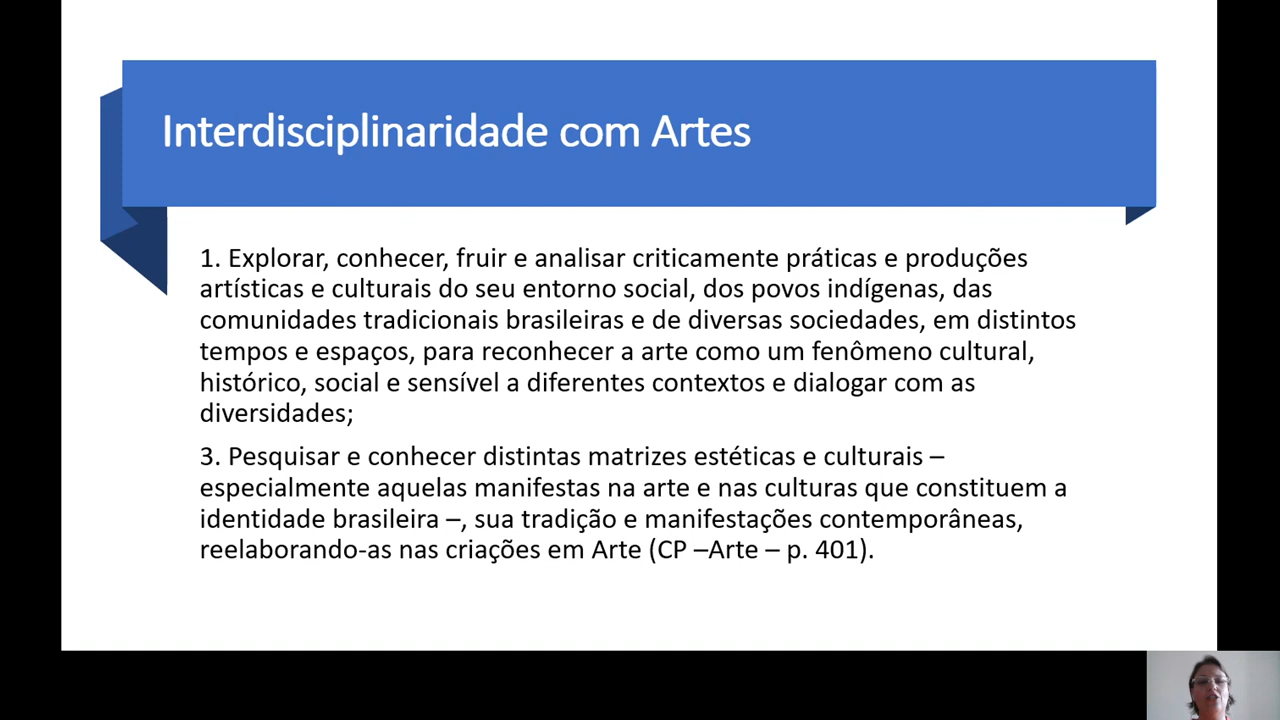 Interdisciplinaridade com Artes
1. Explorar, conhecer, fruir e analisar criticamente práticas e produções
artísticas e culturais do seu entorno social, dos povos indígenas, das
comunidades tradicionais brasileiras e de diversas sociedades, em distintos
tempos e espaços, para reconhecer a arte como um fenômeno cultural,
histórico, social e sensível a diferentes contextos e dialogar com as
diversidades;
3. Pesquisar e conhecer distintas matrizes estéticas e culturais –
especialmente aquelas manifestas na arte e nas culturas que constituem a
identidade brasileira –, sua tradição e manifestações contemporâneas,
reelaborando-as nas criações em Arte (CP –Arte – p. 401).